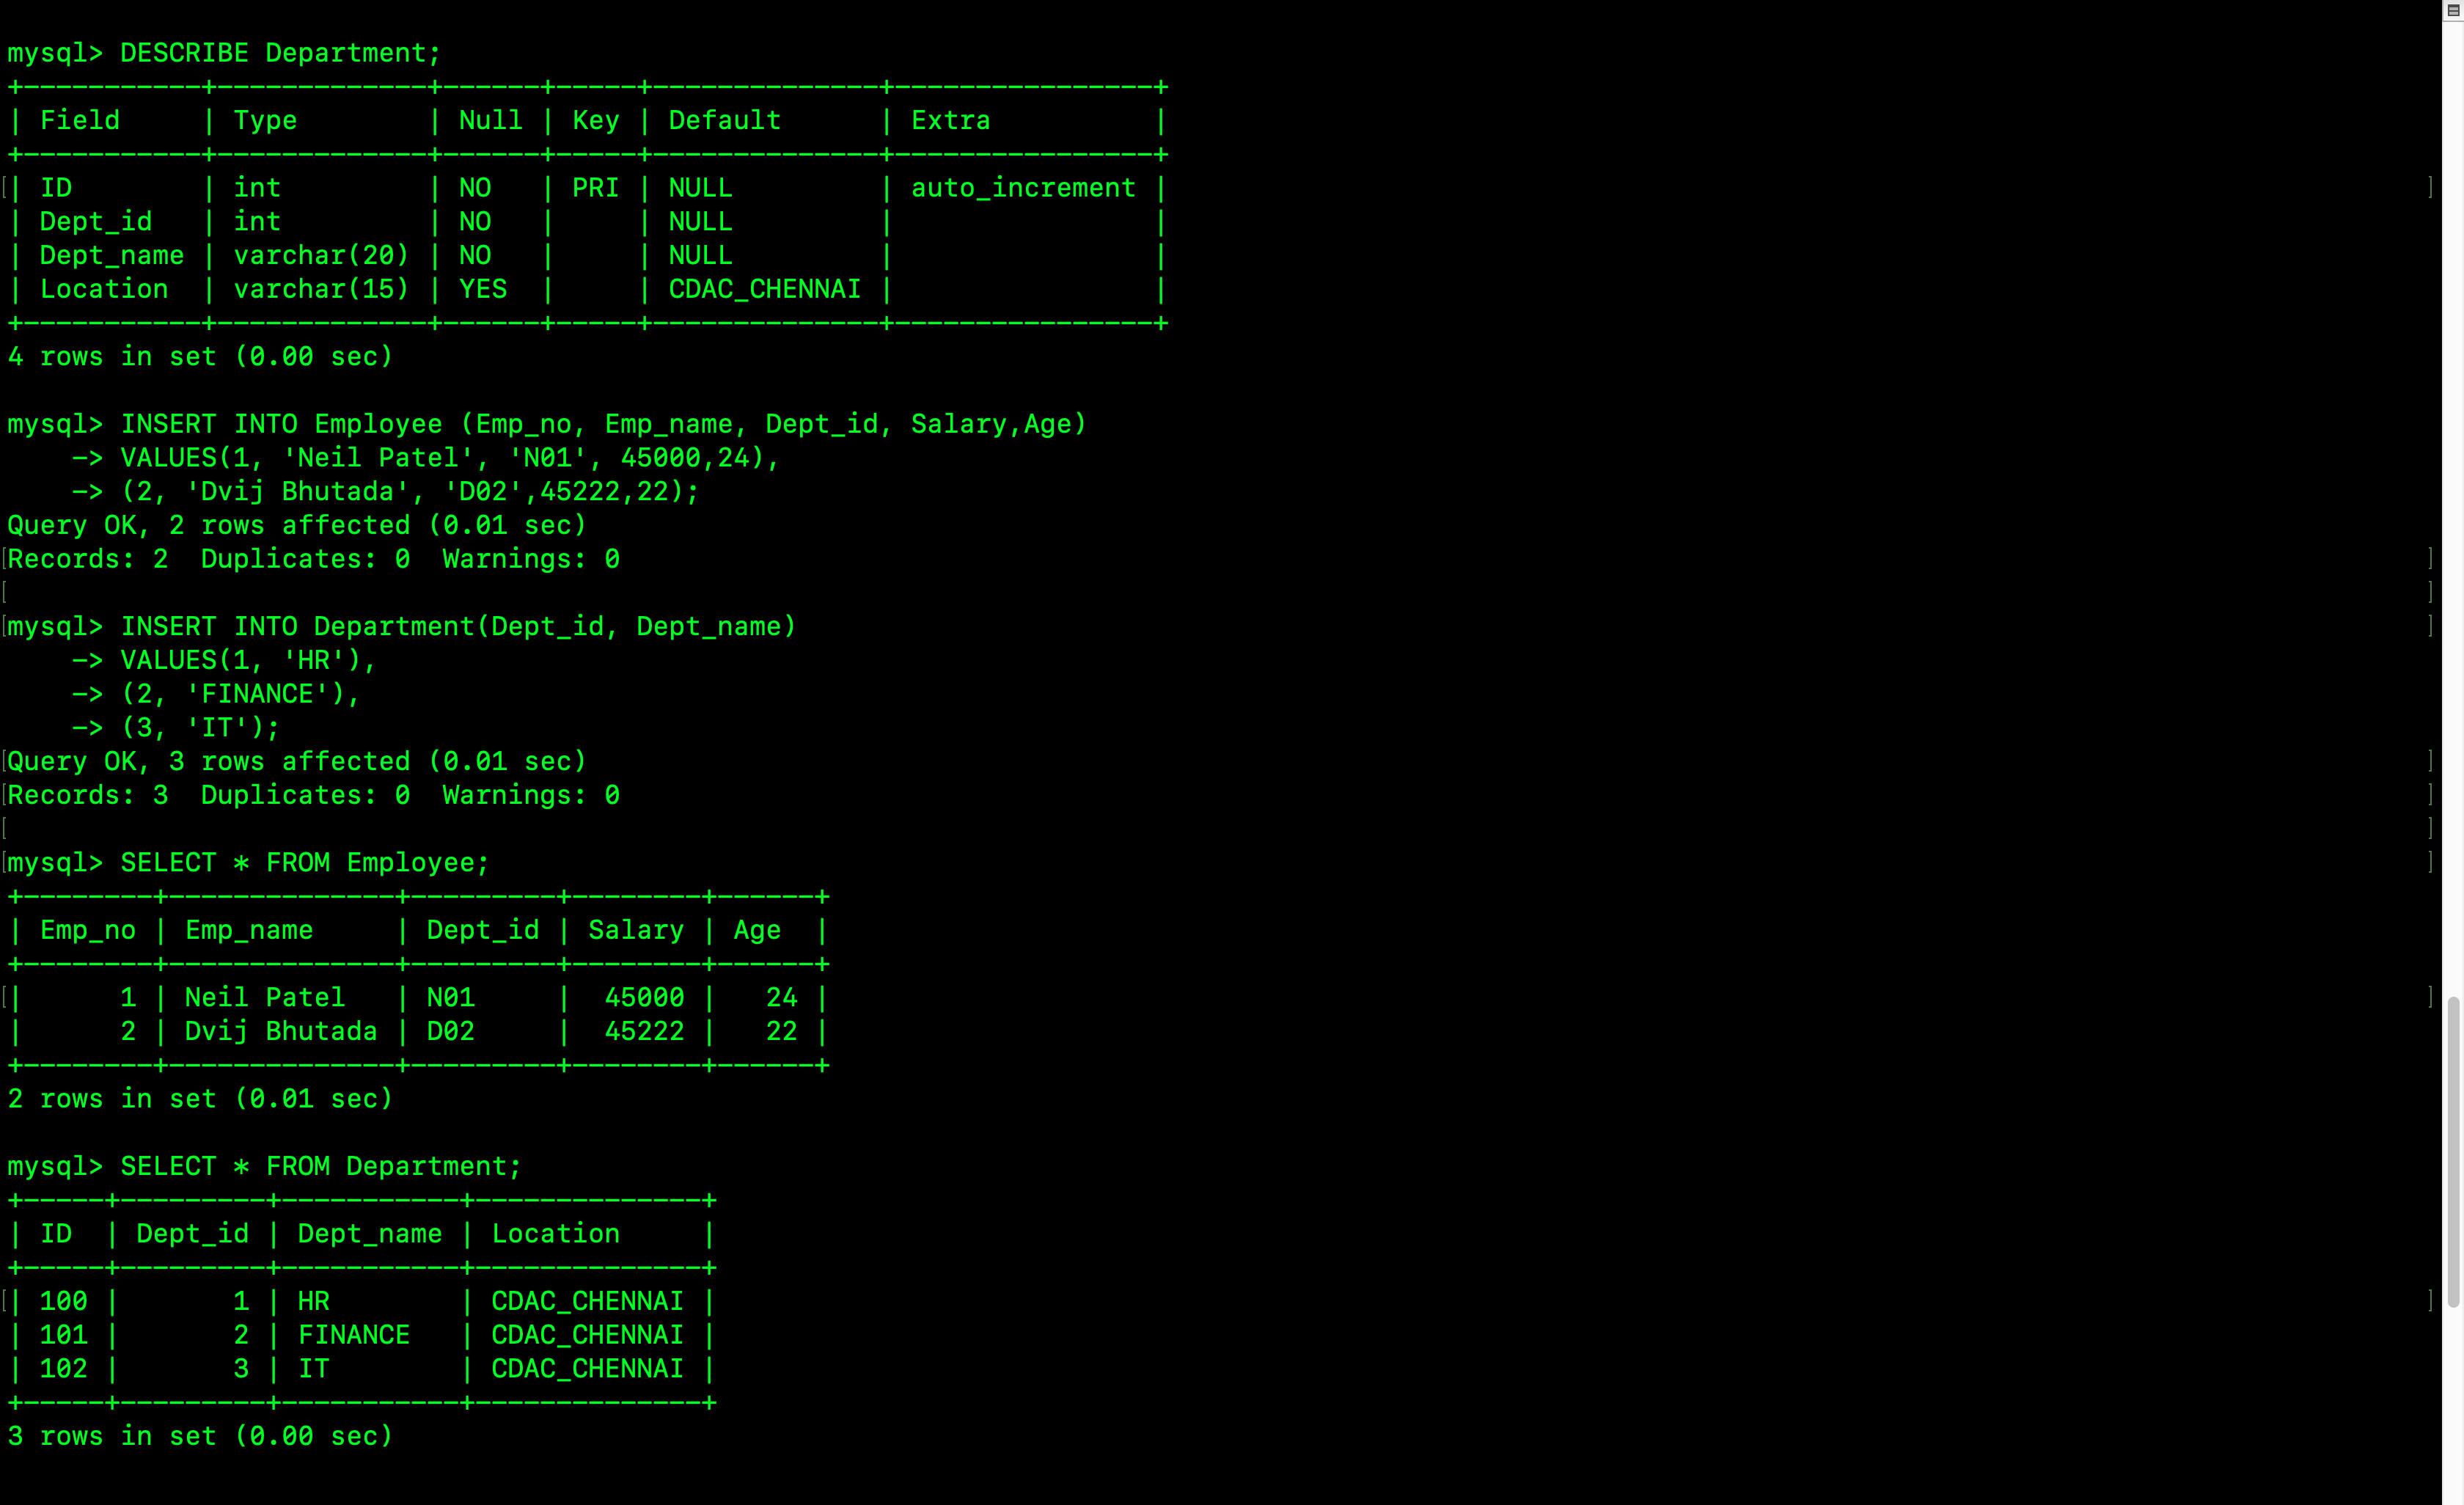 mysql> DESCRIBE Department;
+-----------+-------------+------+-----+--------------+----------------+
| Field     | Type        | Null | Key | Default      | Extra          |
+-----------+-------------+------+-----+--------------+----------------+
| ID        | int         | NO   | PRI | NULL         | auto_increment |
| Dept_id   | int         | NO   |     | NULL         |                |
| Dept_name | varchar(20) | NO   |     | NULL         |                |
| Location  | varchar(15) | YES  |     | CDAC_CHENNAI |                |
+-----------+-------------+------+-----+--------------+----------------+
4 rows in set (0.00 sec)

mysql> INSERT INTO Employee (Emp_no, Emp_name, Dept_id, Salary,Age)
    -> VALUES(1, 'Neil Patel', 'N01', 45000,24),
    -> (2, 'Dvij Bhutada', 'D02',45222,22);
Query OK, 2 rows affected (0.01 sec)
Records: 2  Duplicates: 0  Warnings: 0

mysql> INSERT INTO Department(Dept_id, Dept_name)
    -> VALUES(1, 'HR'),
    -> (2, 'FINANCE'),
    -> (3, 'IT');
Query OK, 3 rows affected (0.01 sec)
Records: 3  Duplicates: 0  Warnings: 0

mysql> SELECT * FROM Employee;
+--------+--------------+---------+--------+------+
| Emp_no | Emp_name     | Dept_id | Salary | Age  |
+--------+--------------+---------+--------+------+
|      1 | Neil Patel   | N01     |  45000 |   24 |
|      2 | Dvij Bhutada | D02     |  45222 |   22 |
+--------+--------------+---------+--------+------+
2 rows in set (0.01 sec)

mysql> SELECT * FROM Department;
+-----+---------+-----------+--------------+
| ID  | Dept_id | Dept_name | Location     |
+-----+---------+-----------+--------------+
| 100 |       1 | HR        | CDAC_CHENNAI |
| 101 |       2 | FINANCE   | CDAC_CHENNAI |
| 102 |       3 | IT        | CDAC_CHENNAI |
+-----+---------+-----------+--------------+
3 rows in set (0.00 sec)